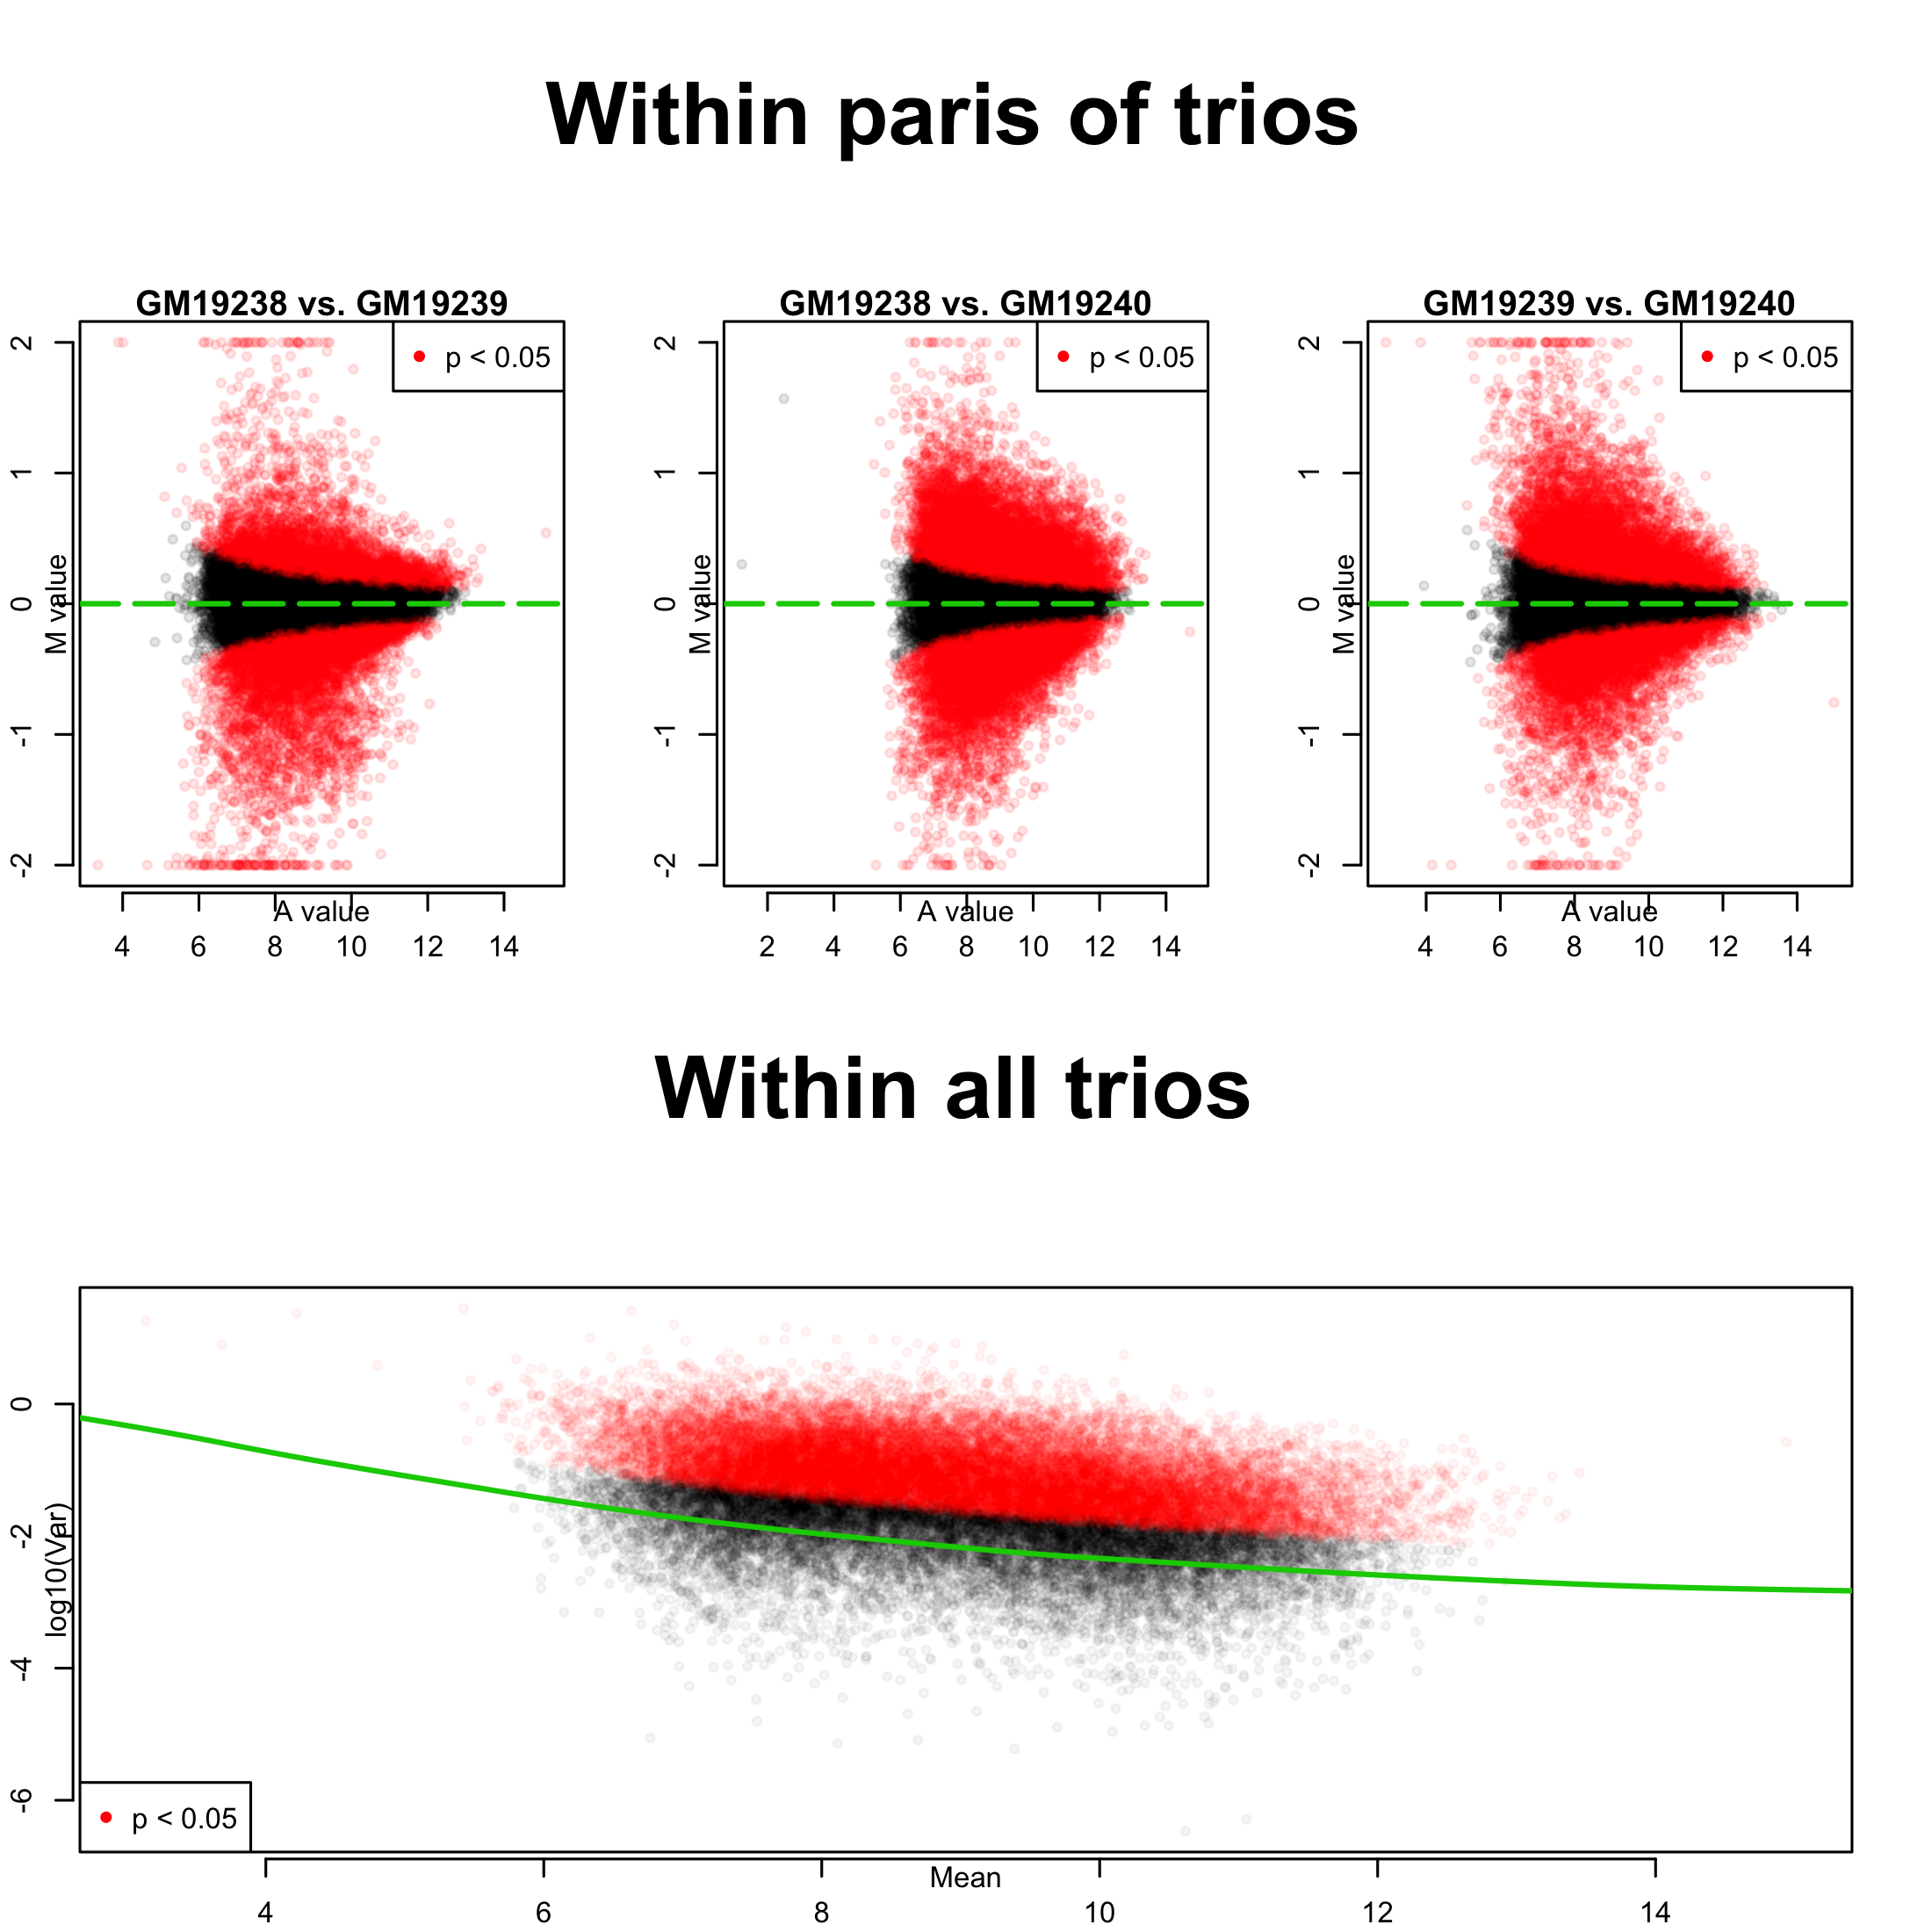 Within paris of trios
GM19238 vs. GM19239
p < 0.05
M value
2
1
0
-1
-2
A value
4 6 8 10 12 14
GM19238 vs. GM19240
p < 0.05
M value
2
1
0
-1
-2
A value
2 4 6 8 10 12 14
GM19239 vs. GM19240
p < 0.05
M value
2
1
0
-1
-2
A value
4 6 8 10 12 14
Within all trios
log10(Var)
0
-2
-4
-6
p < 0.05
Mean
4 6 8 10 12 14